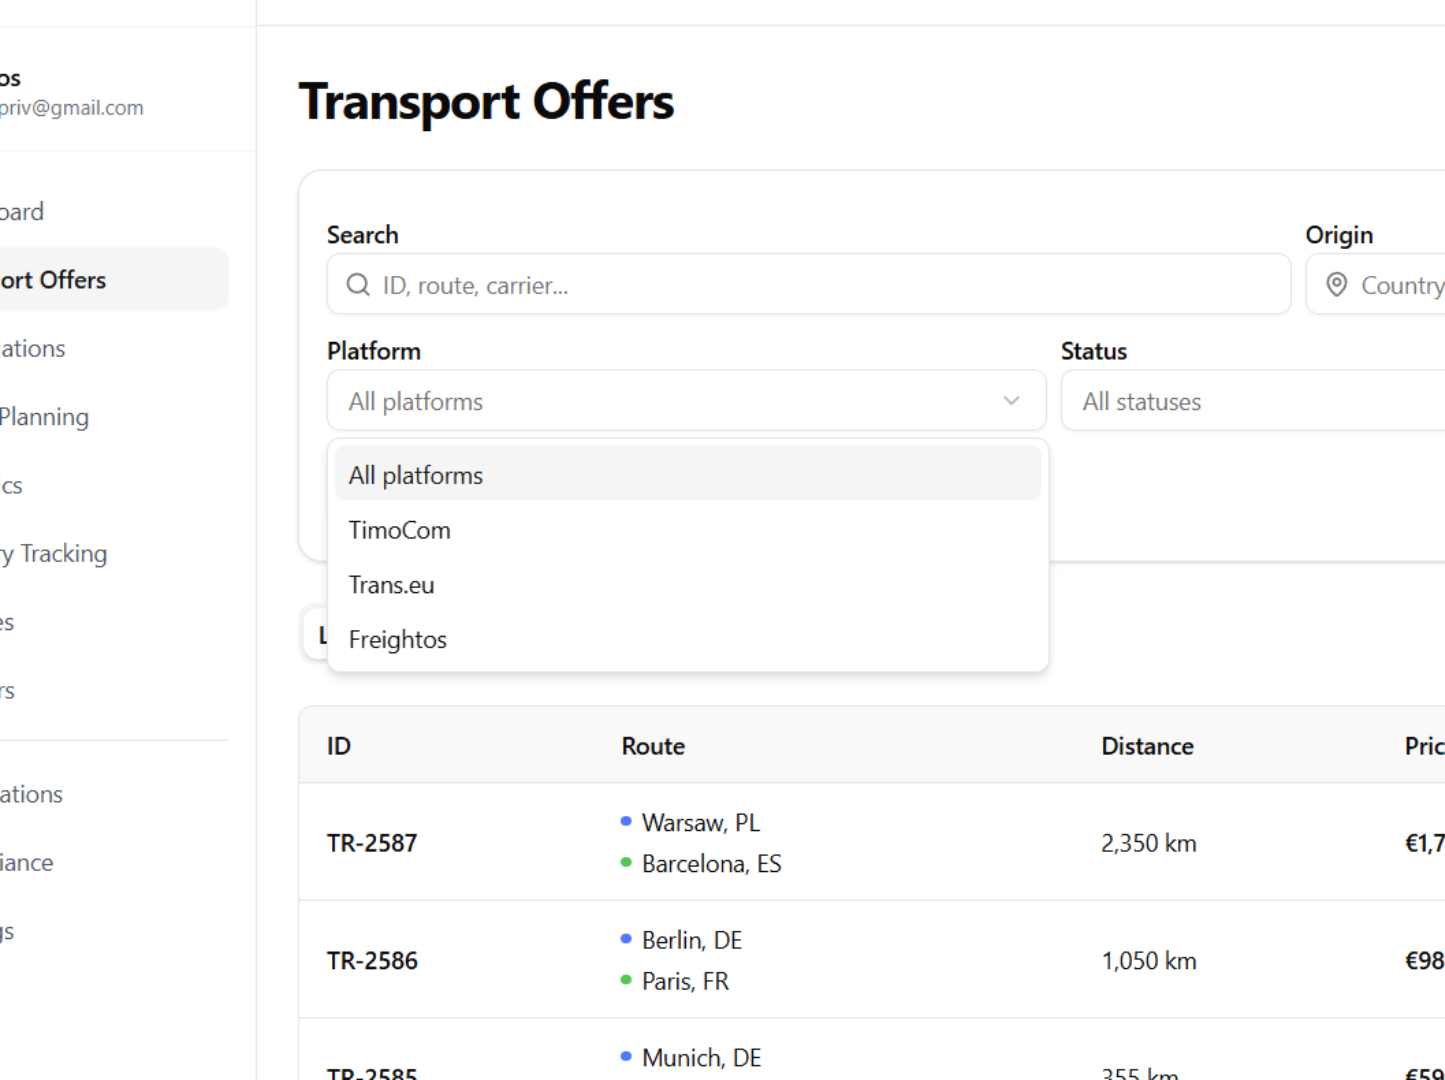 os
priv@gmail.com
oard
ort Offers
ations
Planning
ics
ry Tracking
es
rs
ations
iance
gs
Transport Offers
Search
Origin
ID, route, carrier...
Country
Platform
Status
All platforms
All statuses
All platforms
TimoCom
Trans.eu
Freightos
L
ID
Route
Distance
Pric
TR-2587
Warsaw, PL
Barcelona, ES
2,350 km
€1,7
TR-2586
Berlin, DE
Paris, FR
1,050 km
€98
TR-2585
Munich, DE
355 km
€59